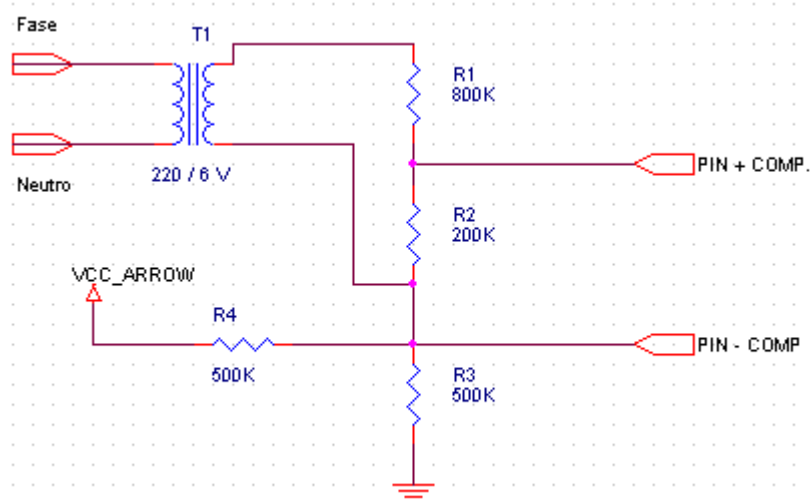 Fase
T1
R1
800K
PIN + COMP.
Neutro
220 / 6 V
R2
200K
VCC_ARROW
R4
PIN - COMP
500K
R3
500K